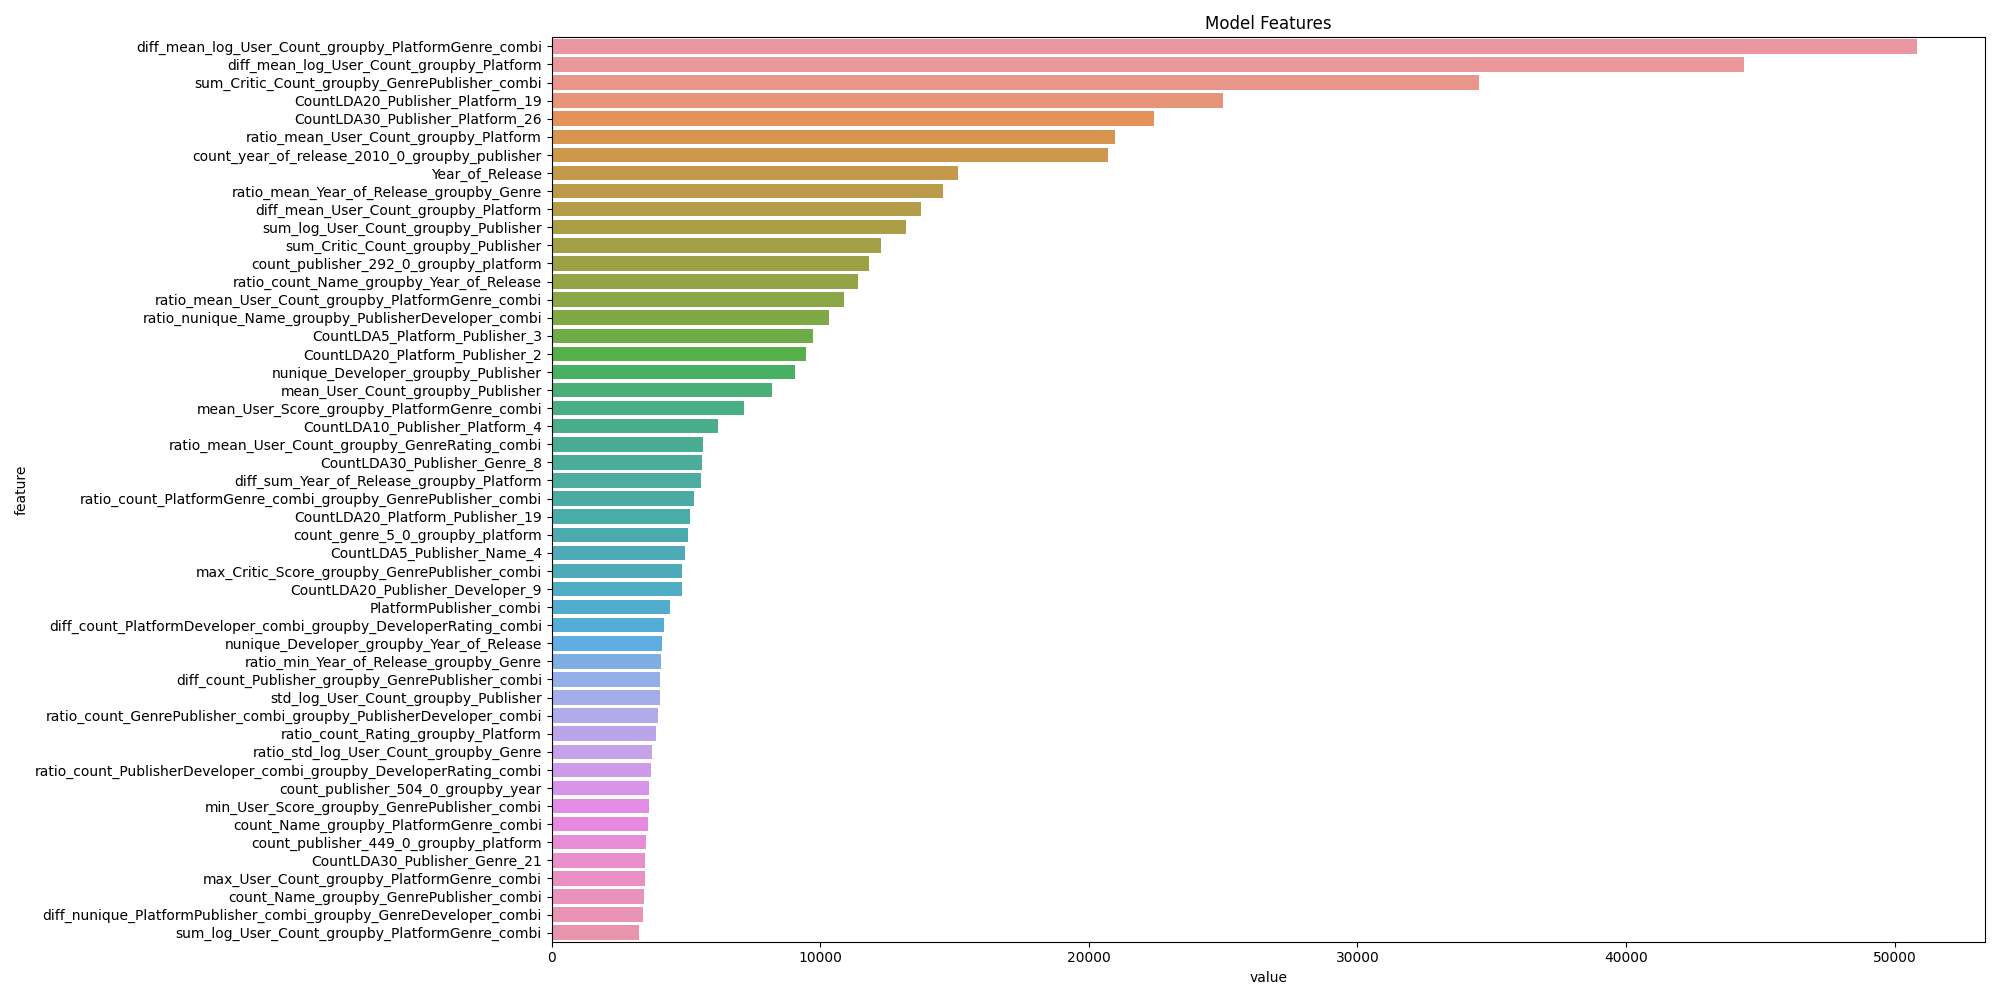 Model Features
diff_mean_log_User_Count_groupby_PlatformGenre_combi
diff_mean_log_User_Count_groupby_Platform
sum_Critic_Count_groupby_GenrePublisher_combi
CountLDA20_Publisher_Platform_19
CountLDA30_Publisher_Platform_26
ratio_mean_User_Count_groupby_Platform
count_year_of_release_2010_0_groupby_publisher
Year_of_Release
ratio_mean_Year_of_Release_groupby_Genre
diff_mean_User_Count_groupby_Platform
sum_log_User_Count_groupby_Publisher
sum_Critic_Count_groupby_Publisher
count_publisher_292_0_groupby_platform
ratio_count_Name_groupby_Year_of_Release
ratio_mean_User_Count_groupby_PlatformGenre_combi
ratio_nunique_Name_groupby_PublisherDeveloper_combi
CountLDA5_Platform_Publisher_3
CountLDA20_Platform_Publisher_2
nunique_Developer_groupby_Publisher
mean_User_Count_groupby_Publisher
mean_User_Score_groupby_PlatformGenre_combi
CountLDA10_Publisher_Platform_4
ratio_mean_User_Count_groupby_GenreRating_combi
CountLDA30_Publisher_Genre_8
diff_sum_Year_of_Release_groupby_Platform
ratio_count_PlatformGenre_combi_groupby_GenrePublisher_combi
CountLDA20_Platform_Publisher_19
count_genre_5_0_groupby_platform
CountLDA5_Publisher_Name_4
max_Critic_Score_groupby_GenrePublisher_combi
CountLDA20_Publisher_Developer_9
PlatformPublisher_combi
diff_count_PlatformDeveloper_combi_groupby_DeveloperRating_combi
nunique_Developer_groupby_Year_of_Release
ratio_min_Year_of_Release_groupby_Genre
diff_count_Publisher_groupby_GenrePublisher_combi
std_log_User_Count_groupby_Publisher
ratio_count_GenrePublisher_combi_groupby_PublisherDeveloper_combi
ratio_count_Rating_groupby_Platform
ratio_std_log_User_Count_groupby_Genre
ratio_count_PublisherDeveloper_combi_groupby_DeveloperRating_combi
count_publisher_504_0_groupby_year
min_User_Score_groupby_GenrePublisher_combi
count_Name_groupby_PlatformGenre_combi
count_publisher_449_0_groupby_platform
CountLDA30_Publisher_Genre_21
max_User_Count_groupby_PlatformGenre_combi
count_Name_groupby_GenrePublisher_combi
diff_nunique_PlatformPublisher_combi_groupby_GenreDeveloper_combi
sum_log_User_Count_groupby_PlatformGenre_combi
feature
0 10000 20000 30000 40000 50000
value